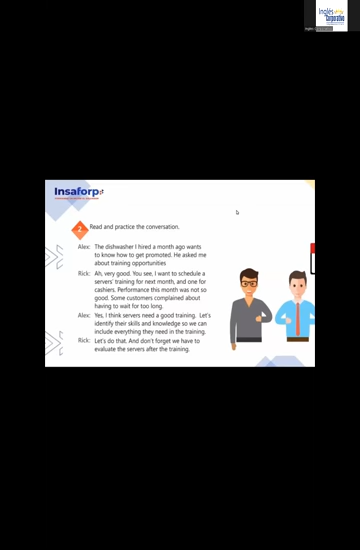 Inglés
Corporativo
Insaforp
2
Read and practice the conversation.
Alex: The dishwasher I hired a month ago wants
to know how to get promoted. He asked me
about training opportunities
Rick: Ah, very good. You see, I want to schedule a
servers' training for next month, and one for
cashiers. Performance this month was not so
good. Some customers complained about
having to wait for too long.
Alex: Yes, I think servers need a good training. Let's
identify their skills and knowledge so we can
include everything they need in the training.
Rick: Let's do that. And don't forget we have to
evaluate the servers after the training.